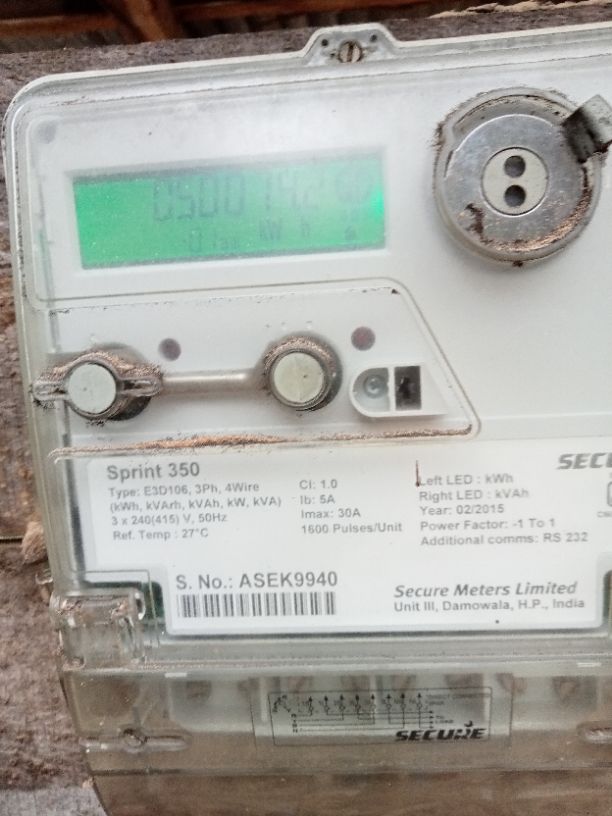 kW h
Sprint 350
Type: E3D106, 3Ph, 4Wire
(kWh, kVArh, kVAh, kW, kVA)
3 x 240(415) V, 50Hz
Ref. Temp : 27°C
Cl: 1.0
Ib: 5A
Imax: 30A
1600 Pulses/Unit
Left LED : kWh
Right LED : kVAh
Year: 02/2015
Power Factor: -1 To 1
Additional comms: RS 232
S. No.: ASEK9940
Secure Meters Limited
Unit III, Damowala, H.P., India
SECURE